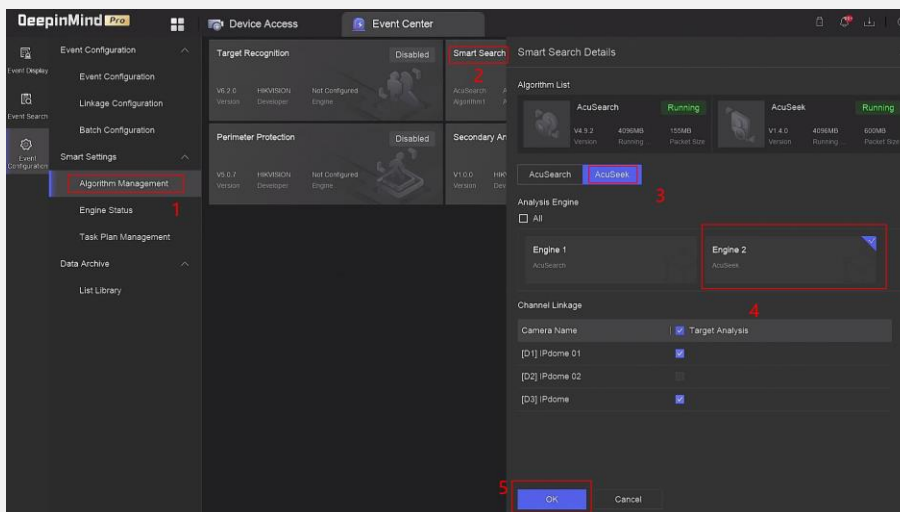 DeepinMind Pro
Device Access
Event Center
Event Display
Event Search
Event Configuration
Event Configuration
Event Configuration
Linkage Configuration
Batch Configuration
Smart Settings
Algorithm Management
1
Engine Status
Task Plan Management
Data Archive
List Library
Target Recognition
Disabled
V6.2.0 HIKVISION Not Configured
Version Developer Engine
Perimeter Protection
Disabled
V5.0.7 HIKVISION Not Configured
Version Developer Engine
Smart Search
2
AcuSearch
Algorithm1
Secondary An
V1.0.0 HIK
Version Dev
Smart Search Details
Algorithm List
AcuSearch Running
V4.9.2 4096MB 155MB
Version Running ... Packet Size
AcuSeek Running
V1.4.0 4096MB 600MB
Version Running ... Packet Size
AcuSearch AcuSeek
3
Analysis Engine
All
Engine 1
AcuSearch
Engine 2
AcuSeek
Channel Linkage
4
Camera Name Target Analysis
[D1] IPdome 01
[D2] IPdome 02
[D3] IPdome
5
OK Cancel